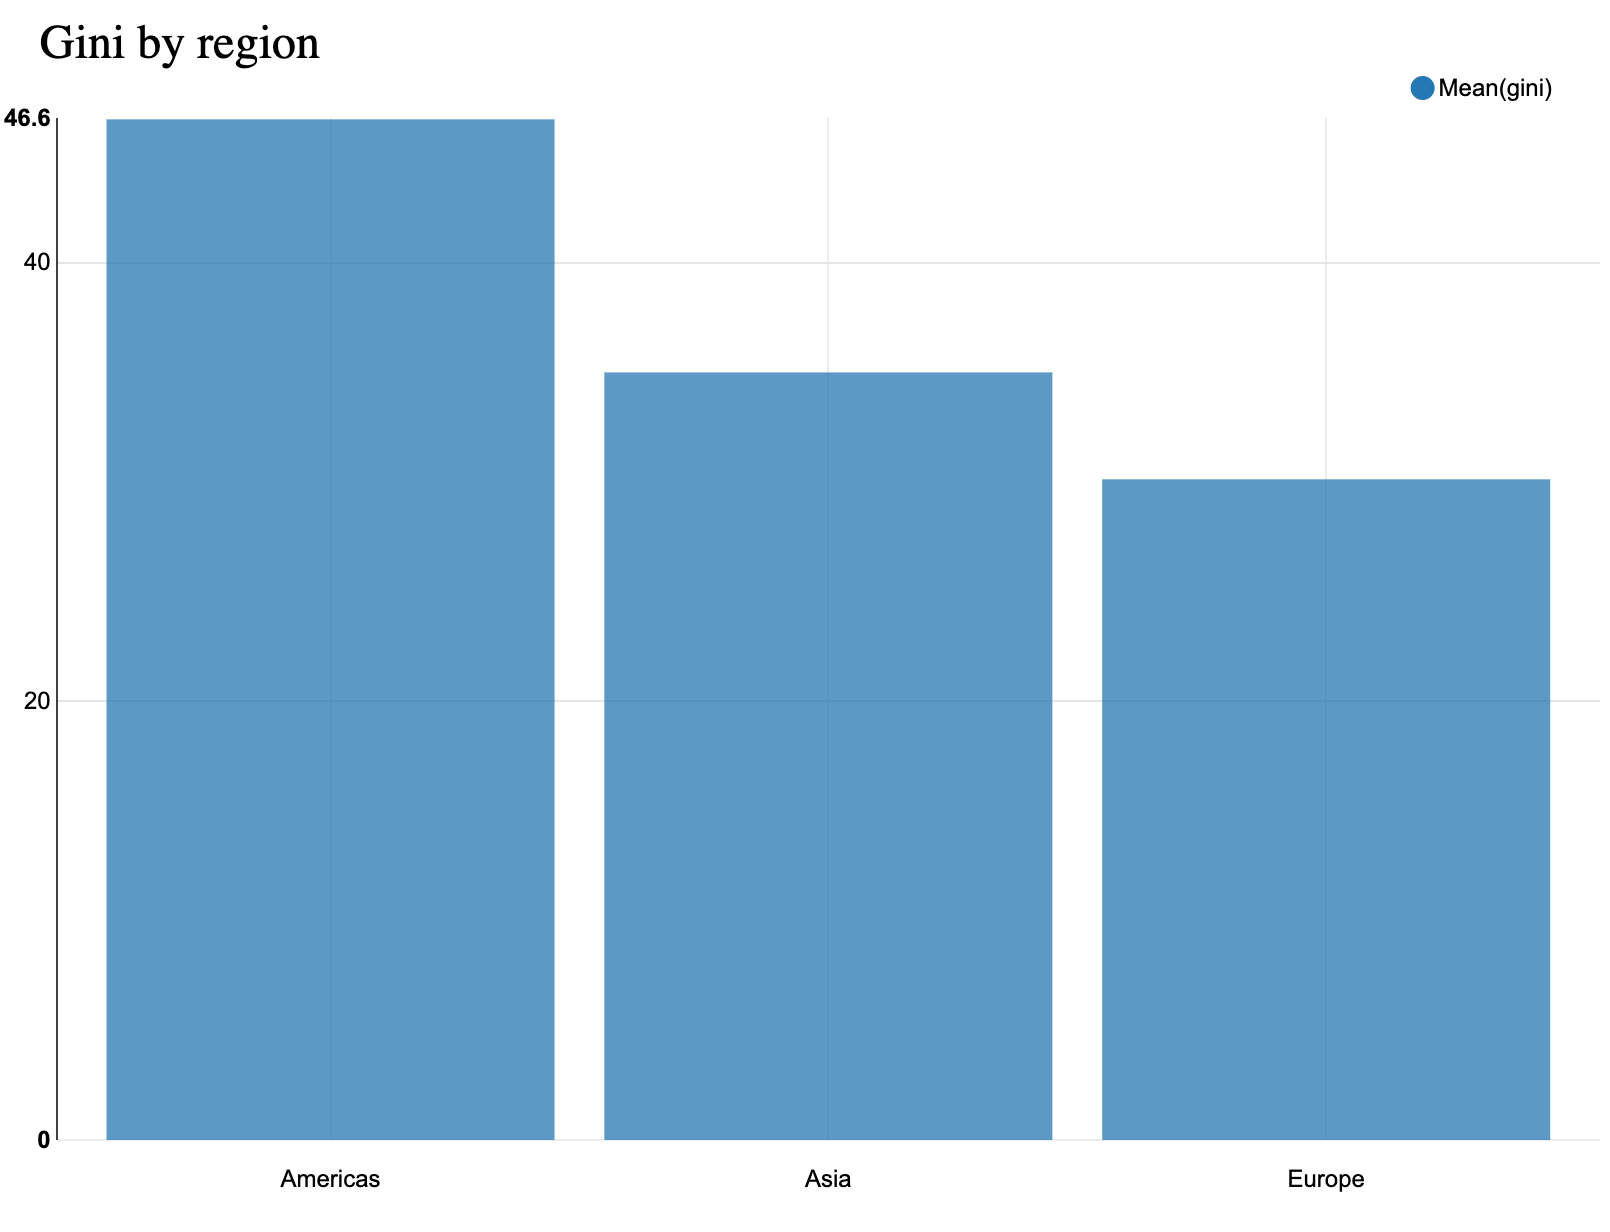 Gini by region
Mean(gini)
46.6
40
20
0
Americas
Asia
Europe